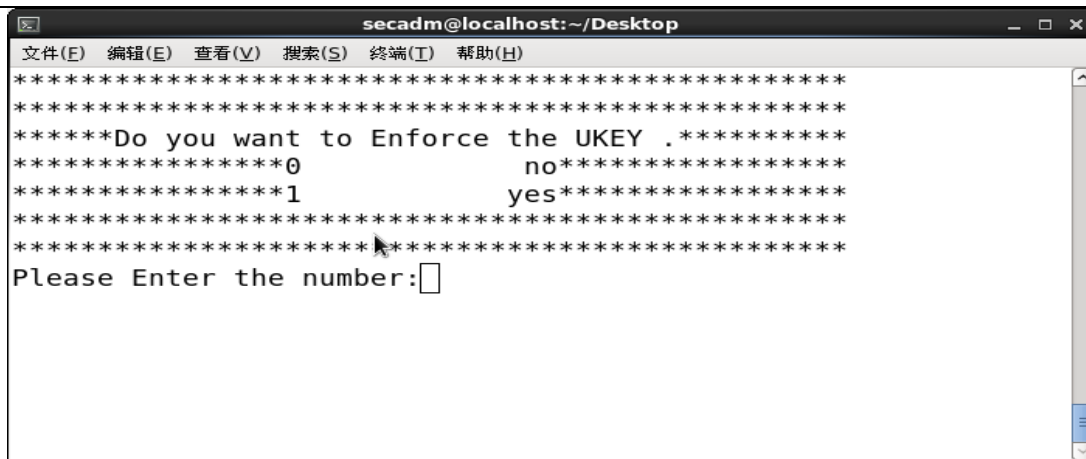 secadm@localhost:~/Desktop
文件(F) 编辑(E) 查看(V) 搜索(S) 终端(T) 帮助(H)
*************************************************
*************************************************
******Do you want to Enforce the UKEY .**********
****************0             no*****************
****************1            yes*****************
*************************************************
*************************************************
Please Enter the number: